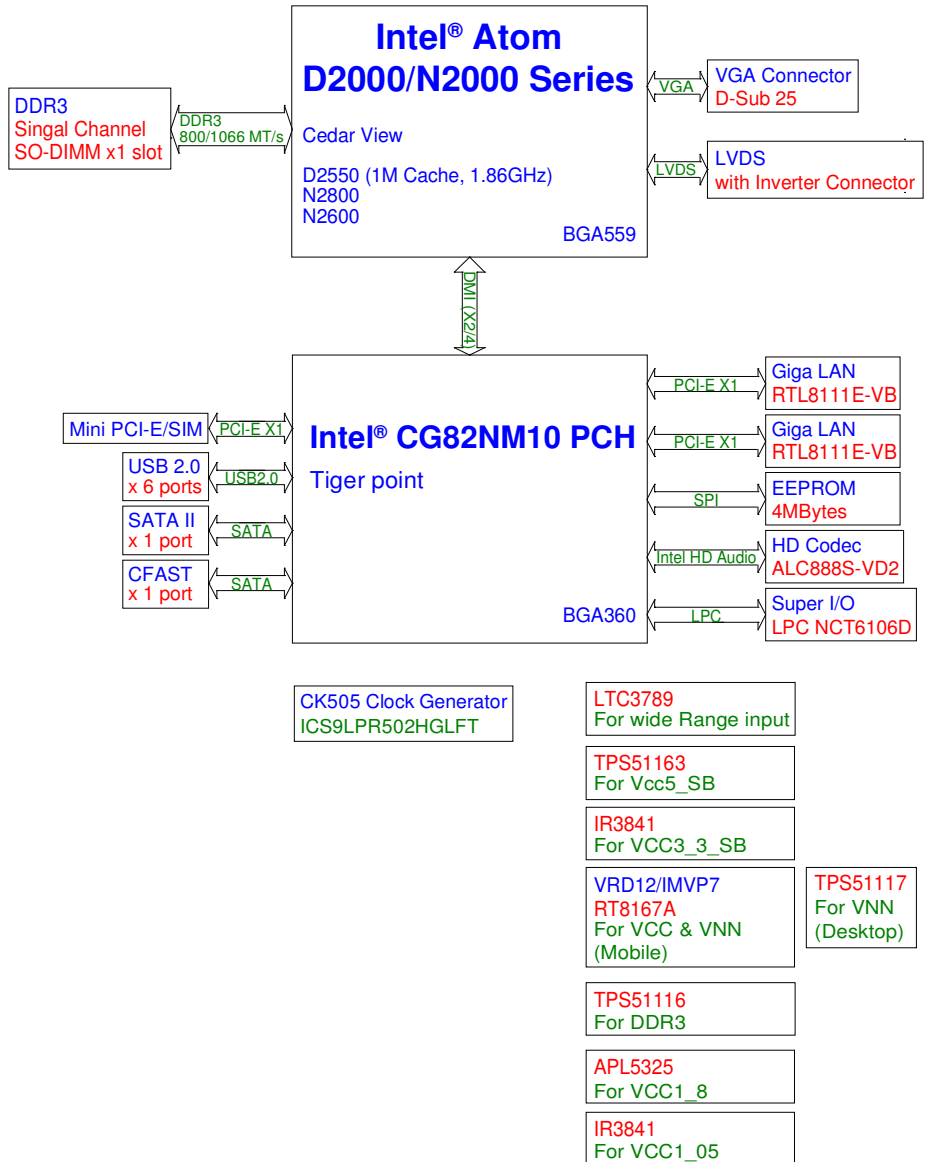 Intel® Atom
D2000/N2000 Series
Cedar View
D2550 (1M Cache, 1.86GHz)
N2800
N2600
BGA559
DDR3
Singal Channel
SO-DIMM x1 slot
DDR3
800/1066 MT/s
VGA
VGA Connector
D-Sub 25
LVDS
LVDS
with Inverter Connector
DMI (X2/4)
Intel® CG82NM10 PCH
Tiger point
BGA360
Mini PCI-E/SIM
PCI-E X1
USB 2.0
x 6 ports
USB2.0
SATA II
x 1 port
SATA
CFAST
x 1 port
SATA
PCI-E X1
Giga LAN
RTL8111E-VB
PCI-E X1
Giga LAN
RTL8111E-VB
SPI
EEPROM
4MBytes
Intel HD Audio
HD Codec
ALC888S-VD2
LPC
Super I/O
LPC NCT6106D
CK505 Clock Generator
ICS9LPR502HGLFT
LTC3789
For wide Range input
TPS51163
For Vcc5_SB
IR3841
For VCC3_3_SB
VRD12/IMVP7
RT8167A
For VCC & VNN
(Mobile)
TPS51117
For VNN
(Desktop)
TPS51116
For DDR3
APL5325
For VCC1_8
IR3841
For VCC1_05